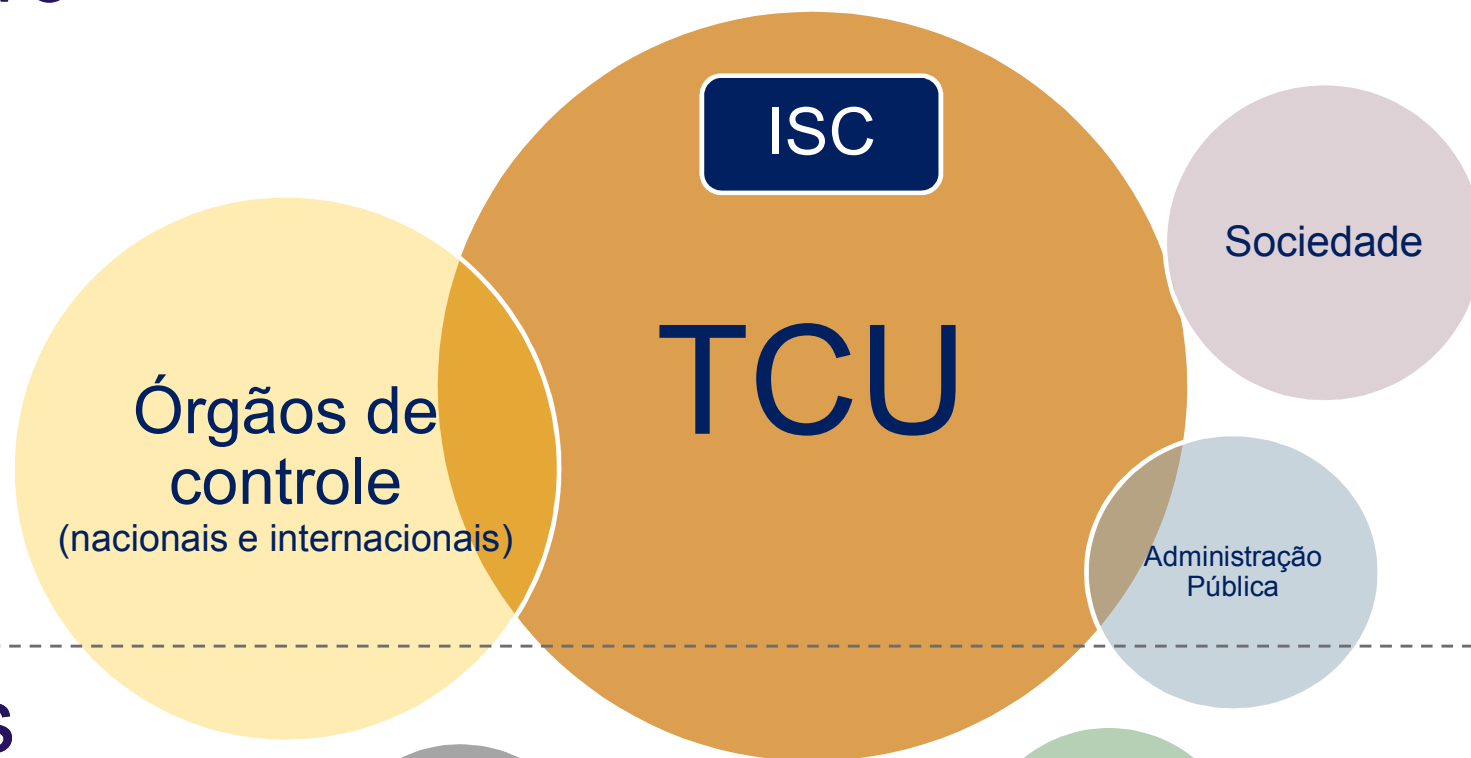 ISC
Sociedade
TCU
Órgãos de
controle
(nacionais e internacionais)
Administração
Pública
s